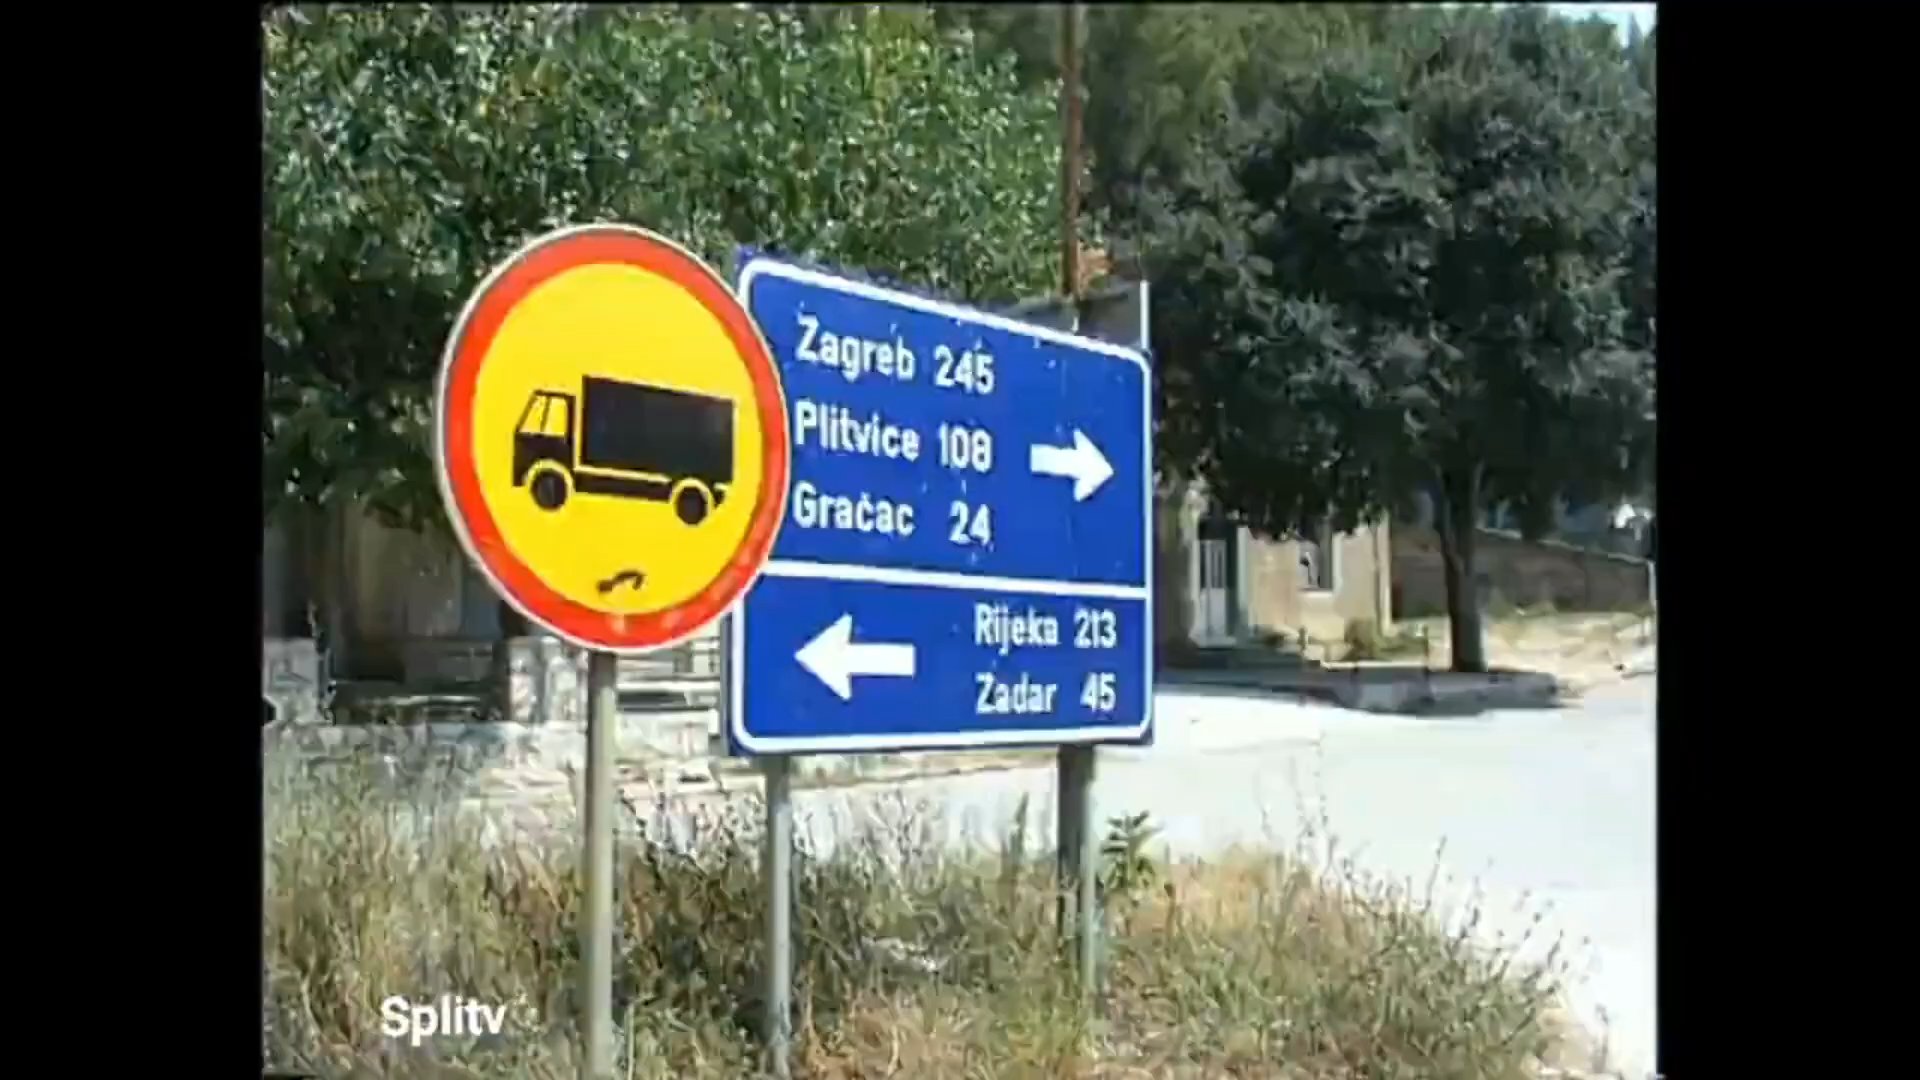 Zagreb 245
Plitvice 108
Gračac 24
Rijeka 213
Zadar 45
Splitv